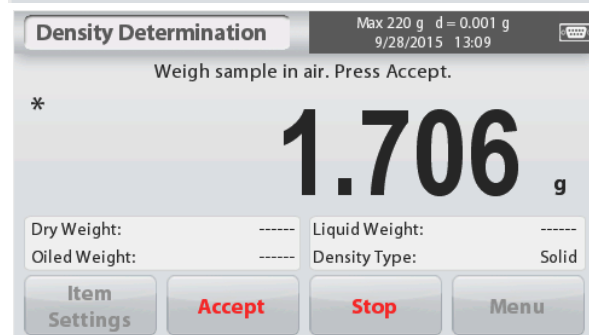 Density Determination
Max 220 g d = 0.001 g
9/28/2015 13:09
Weigh sample in air. Press Accept.
*
1.706 g
Dry Weight: ------
Liquid Weight: ------
Oiled Weight: ------
Density Type: Solid
Item Settings
Accept
Stop
Menu